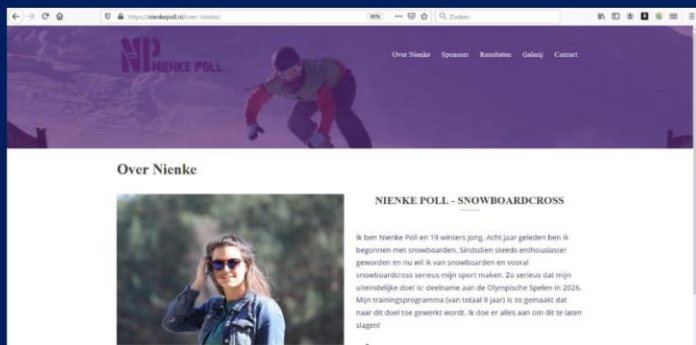 https://nienkepoll.nl/over-nienke/
90%
Zoeken
NP NIENKE POLL
Over Nienke Sponsors Resultaten Galerij Contact
Over Nienke
NIENKE POLL - SNOWBOARDCROSS
Ik ben Nienke Poll en 19 winters jong. Acht jaar geleden ben ik
begonnen met snowboarden. Sindsdien steeds enthousiaster
geworden en nu wil ik van snowboarden en vooral
snowboardcross serieus mijn sport maken. Zo serieus dat mijn
uiteindelijke doel is: deelname aan de Olympische Spelen in 2026.
Mijn trainingsprogramma (van totaal 9 jaar) is zo gemaakt dat
naar dit doel toe gewerkt wordt. Ik doe er alles aan om dit te laten
slagen!